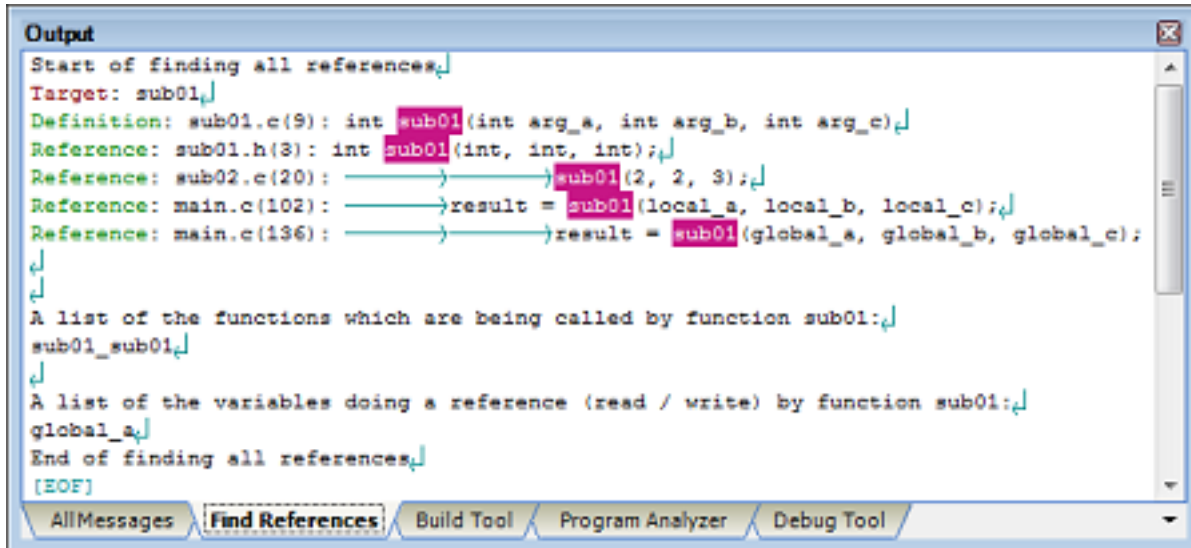 Output
Start of finding all references
Target: sub01
Definition: sub01.c(9): int sub01(int arg_a, int arg_b, int arg_c)
Reference: sub01.h(3): int sub01(int, int, int);
Reference: sub02.c(20): sub01(2, 2, 3);
Reference: main.c(102): result = sub01(local_a, local_b, local_c);
Reference: main.c(136): result = sub01(global_a, global_b, global_c);
A list of the functions which are being called by function sub01:
sub01_sub01
A list of the variables doing a reference (read / write) by function sub01:
global_a
End of finding all references
[EOF]
All Messages Find References Build Tool Program Analyzer Debug Tool